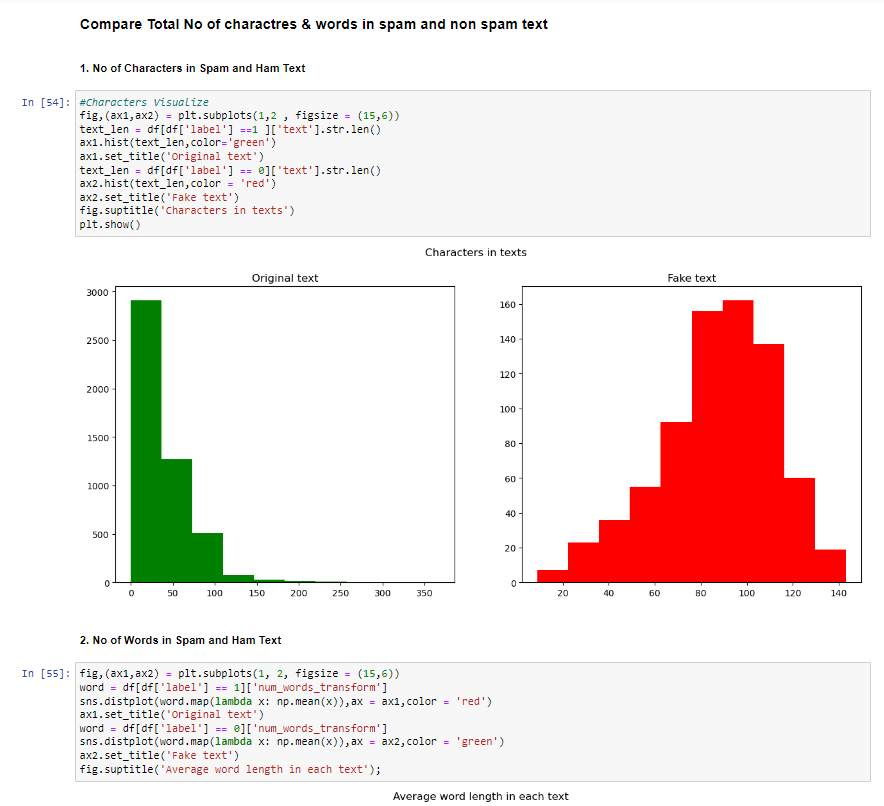 Compare Total No of charactres & words in spam and non spam text
1. No of Characters in Spam and Ham Text
In [54]:
#Characters Visualize
fig,(ax1,ax2) = plt.subplots(1,2 , figsize = (15,6))
text_len = df[df['label'] ==1 ]['text'].str.len()
ax1.hist(text_len,color='green')
ax1.set_title('Original text')
text_len = df[df['label'] == 0]['text'].str.len()
ax2.hist(text_len,color = 'red')
ax2.set_title('Fake text')
fig.suptitle('Characters in texts')
plt.show()
Characters in texts
Original text
3000
2500
2000
1500
1000
500
0
0 50 100 150 200 250 300 350
Fake text
160
140
120
100
80
60
40
20
0
20 40 60 80 100 120 140
2. No of Words in Spam and Ham Text
In [55]:
fig,(ax1,ax2) = plt.subplots(1, 2, figsize = (15,6))
word = df[df['label'] == 1]['num_words_transform']
sns.distplot(word.map(lambda x: np.mean(x)),ax = ax1,color = 'red')
ax1.set_title('Original text')
word = df[df['label'] == 0]['num_words_transform']
sns.distplot(word.map(lambda x: np.mean(x)),ax = ax2,color = 'green')
ax2.set_title('Fake text')
fig.suptitle('Average word length in each text');
Average word length in each text